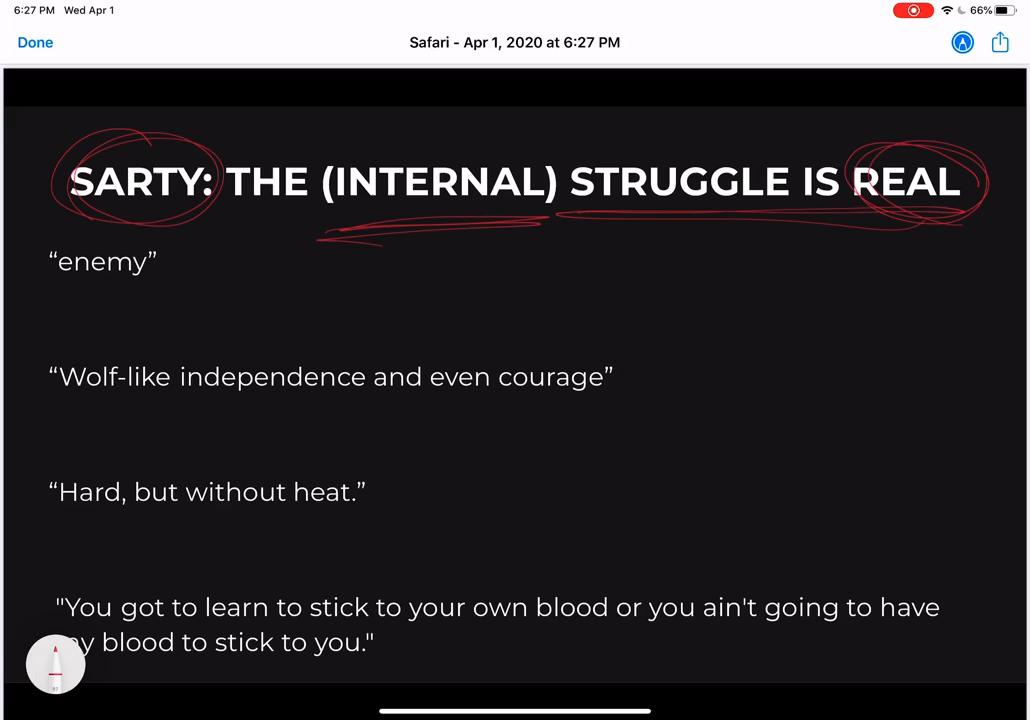 6:27 PM Wed Apr 1
66%
Done
Safari - Apr 1, 2020 at 6:27 PM
SARTY: THE (INTERNAL) STRUGGLE IS REAL
“enemy”
“Wolf-like independence and even courage”
“Hard, but without heat.”
"You got to learn to stick to your own blood or you ain't going to have
blood to stick to you."